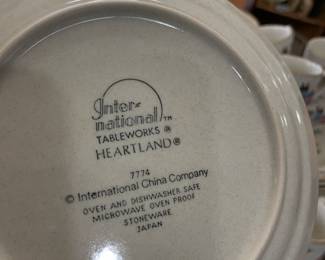 Inter-
national™
TABLEWORKS®
HEARTLAND®
7774
© International China Company
OVEN AND DISHWASHER SAFE
MICROWAVE OVEN PROOF
STONEWARE
JAPAN